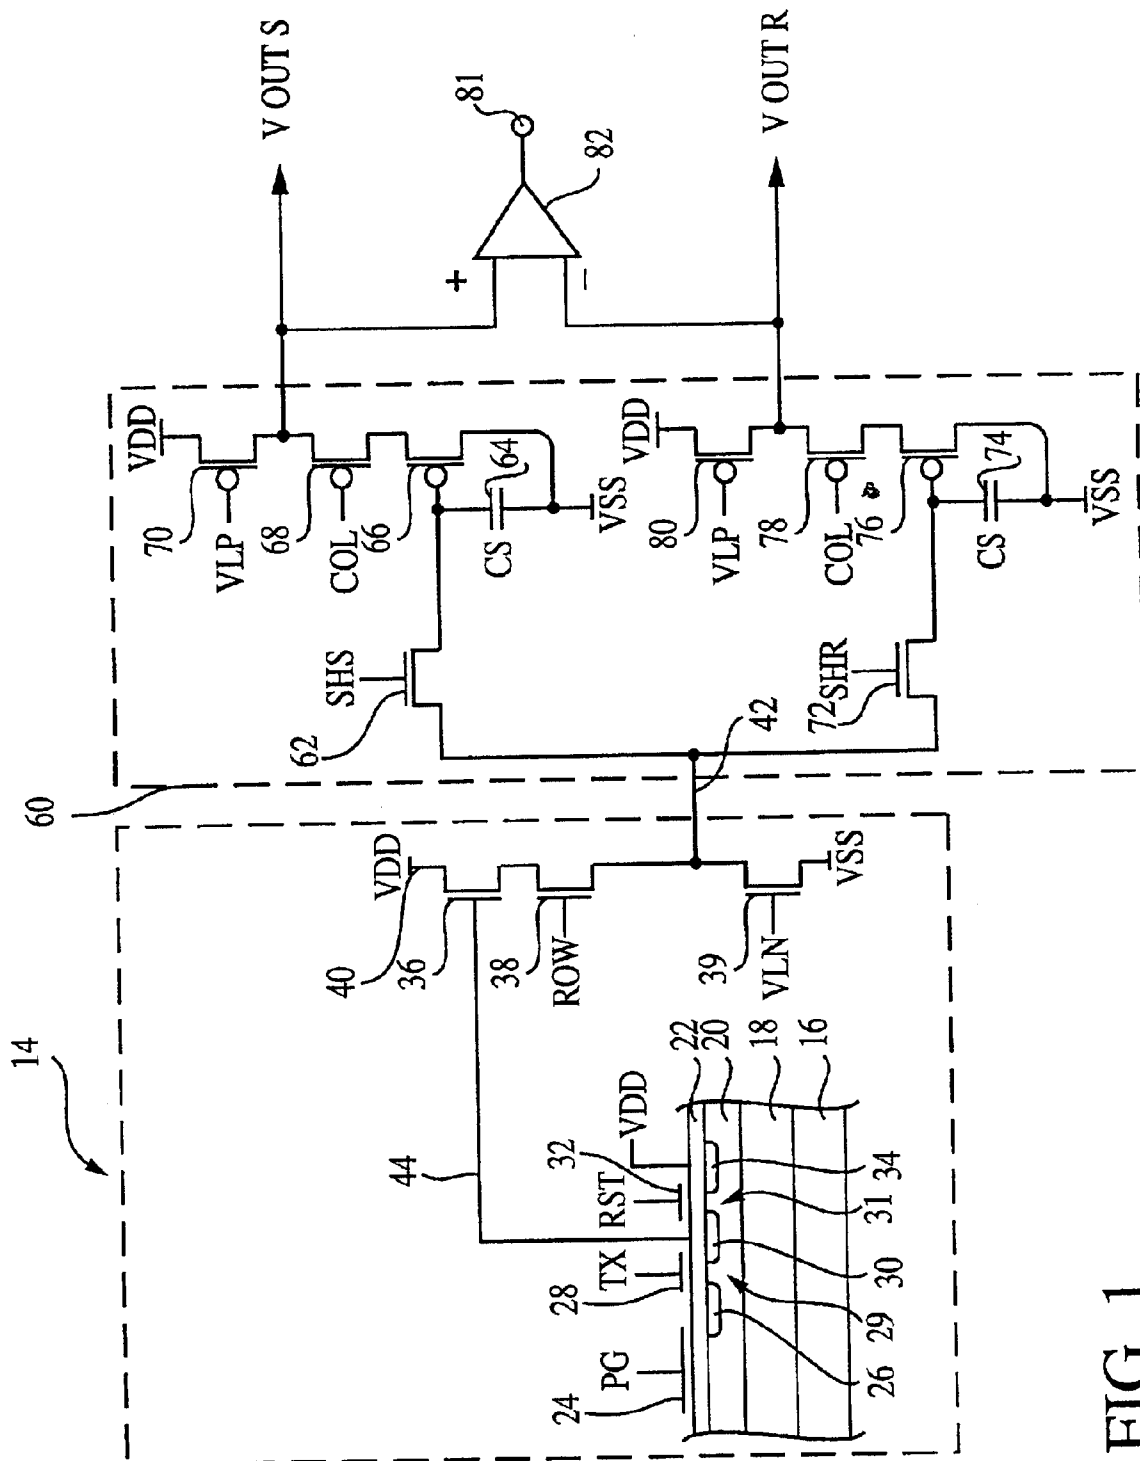 14
44
24
PG
28
TX
RST
32
VDD
22
20
18
16
26
29
30
31
34
40
VDD
36
38
ROW
39
VLN
VSS
60
42
62
SHS
70
VDD
VLP
68
COL
66
64
CS
VSS
72
SHR
80
VDD
VLP
78
COL
76
74
CS
VSS
V OUT S
+
−
81
82
V OUT R
FIG. 1